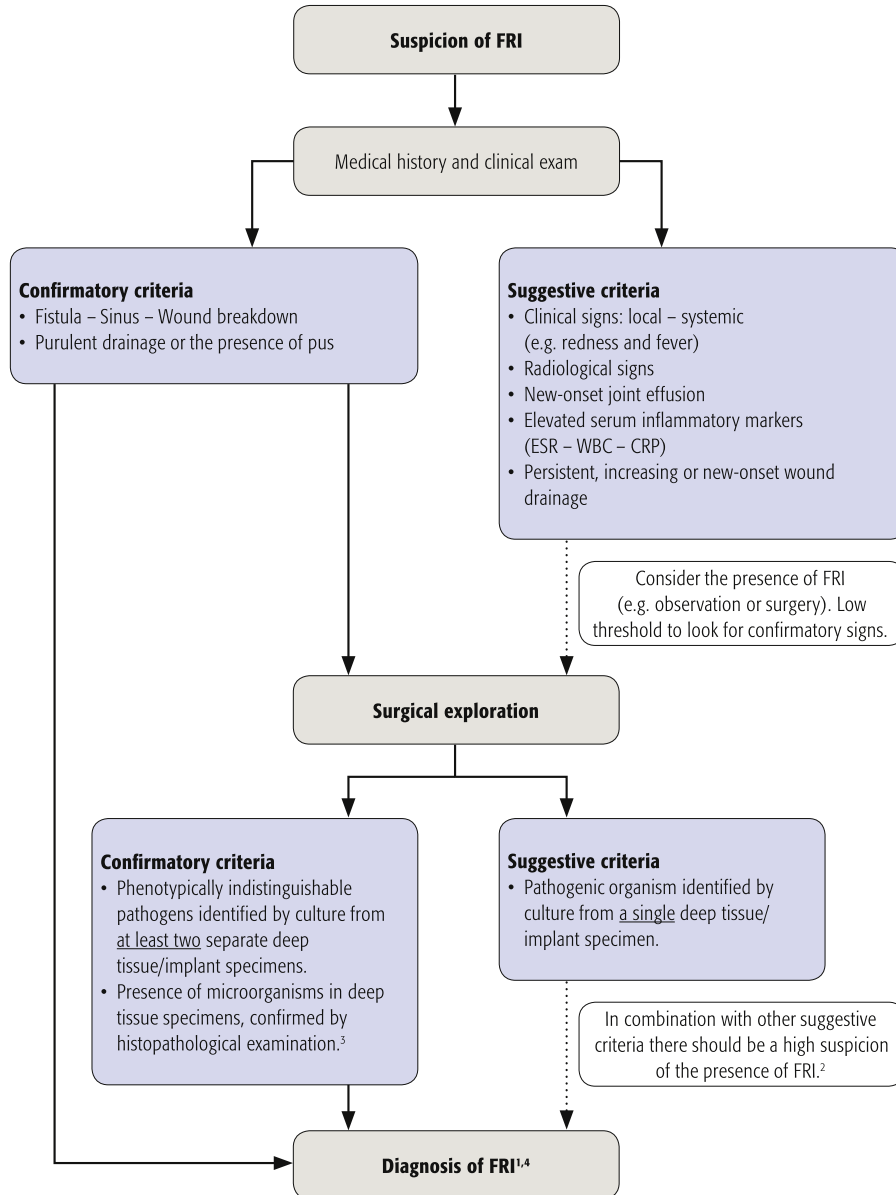 Suspicion of FRI
Medical history and clinical exam
Confirmatory criteria
• Fistula – Sinus – Wound breakdown
• Purulent drainage or the presence of pus
Suggestive criteria
• Clinical signs: local – systemic
(e.g. redness and fever)
• Radiological signs
• New-onset joint effusion
• Elevated serum inflammatory markers
(ESR – WBC – CRP)
• Persistent, increasing or new-onset wound
drainage
Consider the presence of FRI
(e.g. observation or surgery). Low
threshold to look for confirmatory signs.
Surgical exploration
Confirmatory criteria
• Phenotypically indistinguishable
pathogens identified by culture from
at least two separate deep
tissue/implant specimens.
• Presence of microorganisms in deep
tissue specimens, confirmed by
histopathological examination.³
Suggestive criteria
• Pathogenic organism identified by
culture from a single deep tissue/
implant specimen.
In combination with other suggestive
criteria there should be a high suspicion
of the presence of FRI.²
Diagnosis of FRI¹,⁴